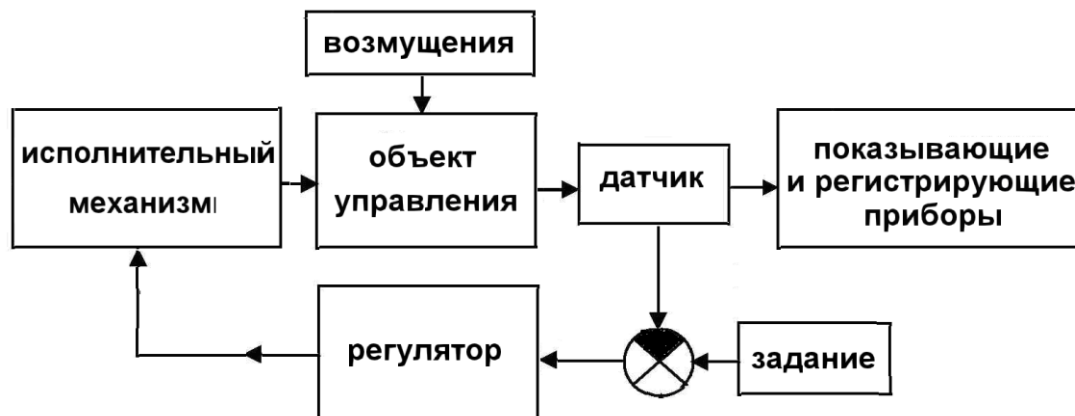 возмущения
исполнительный
механизм
объект
управления
датчик
показывающие
и регистрирующие
приборы
регулятор
задание